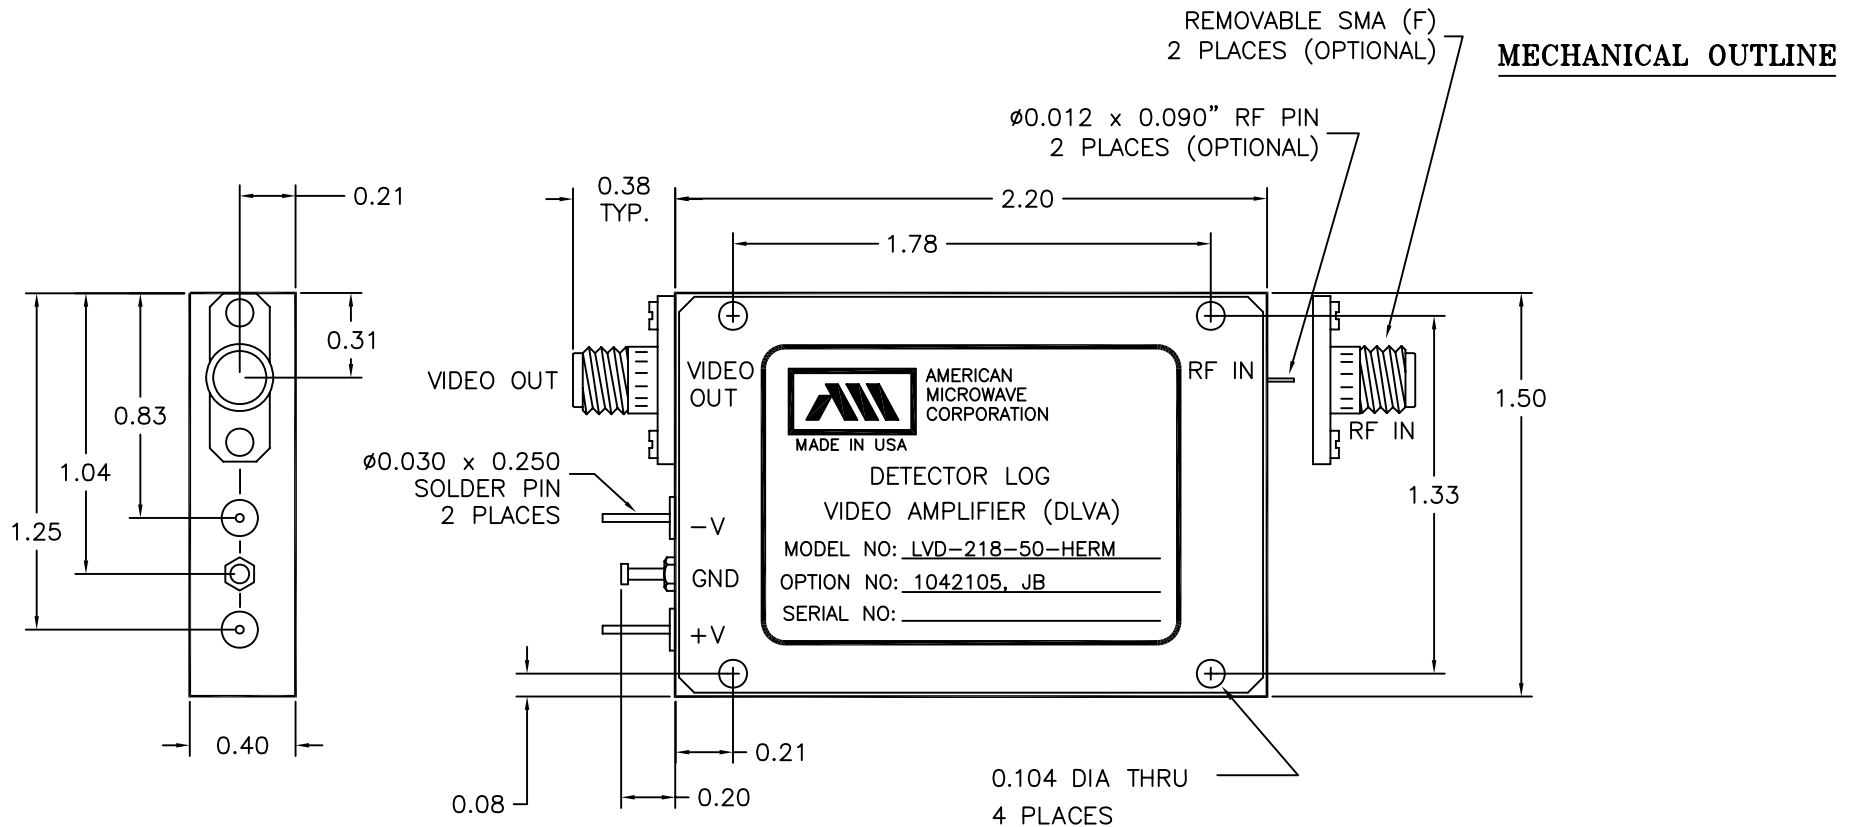 REMOVABLE SMA (F)
2 PLACES (OPTIONAL)
MECHANICAL OUTLINE
Ø0.012 x 0.090” RF PIN
2 PLACES (OPTIONAL)
0.21
0.38
TYP.
2.20
1.78
0.31
0.83
1.04
1.25
VIDEO OUT
VIDEO
OUT
RF IN
AMERICAN
MICROWAVE
CORPORATION
MADE IN USA
RF IN
1.50
1.33
Ø0.030 x 0.250
SOLDER PIN
2 PLACES
DETECTOR LOG
VIDEO AMPLIFIER (DLVA)
MODEL NO: LVD-218-50-HERM
OPTION NO: 1042105, JB
SERIAL NO:
-V
GND
+V
0.40
0.21
0.20
0.08
0.104 DIA THRU
4 PLACES